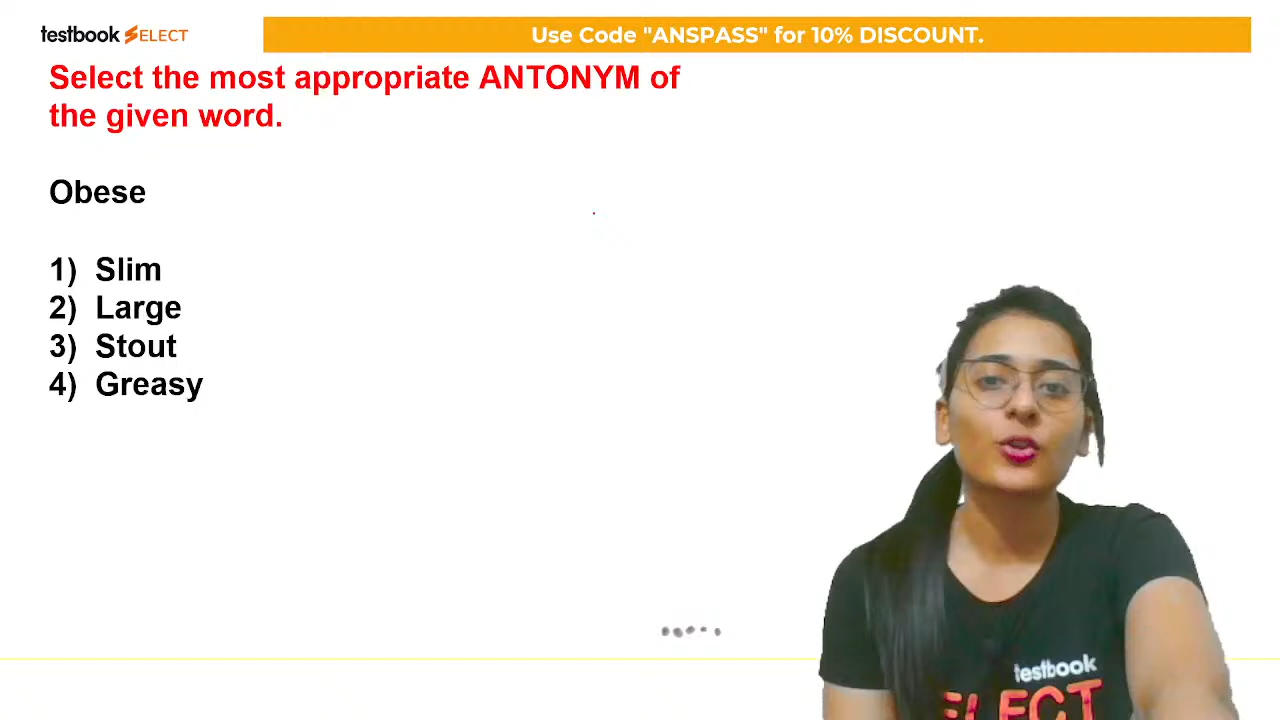 testbook SELECT
Use Code "ANSPASS" for 10% DISCOUNT.
Select the most appropriate ANTONYM of
the given word.
Obese
1) Slim
2) Large
3) Stout
4) Greasy
testbook
SELECT